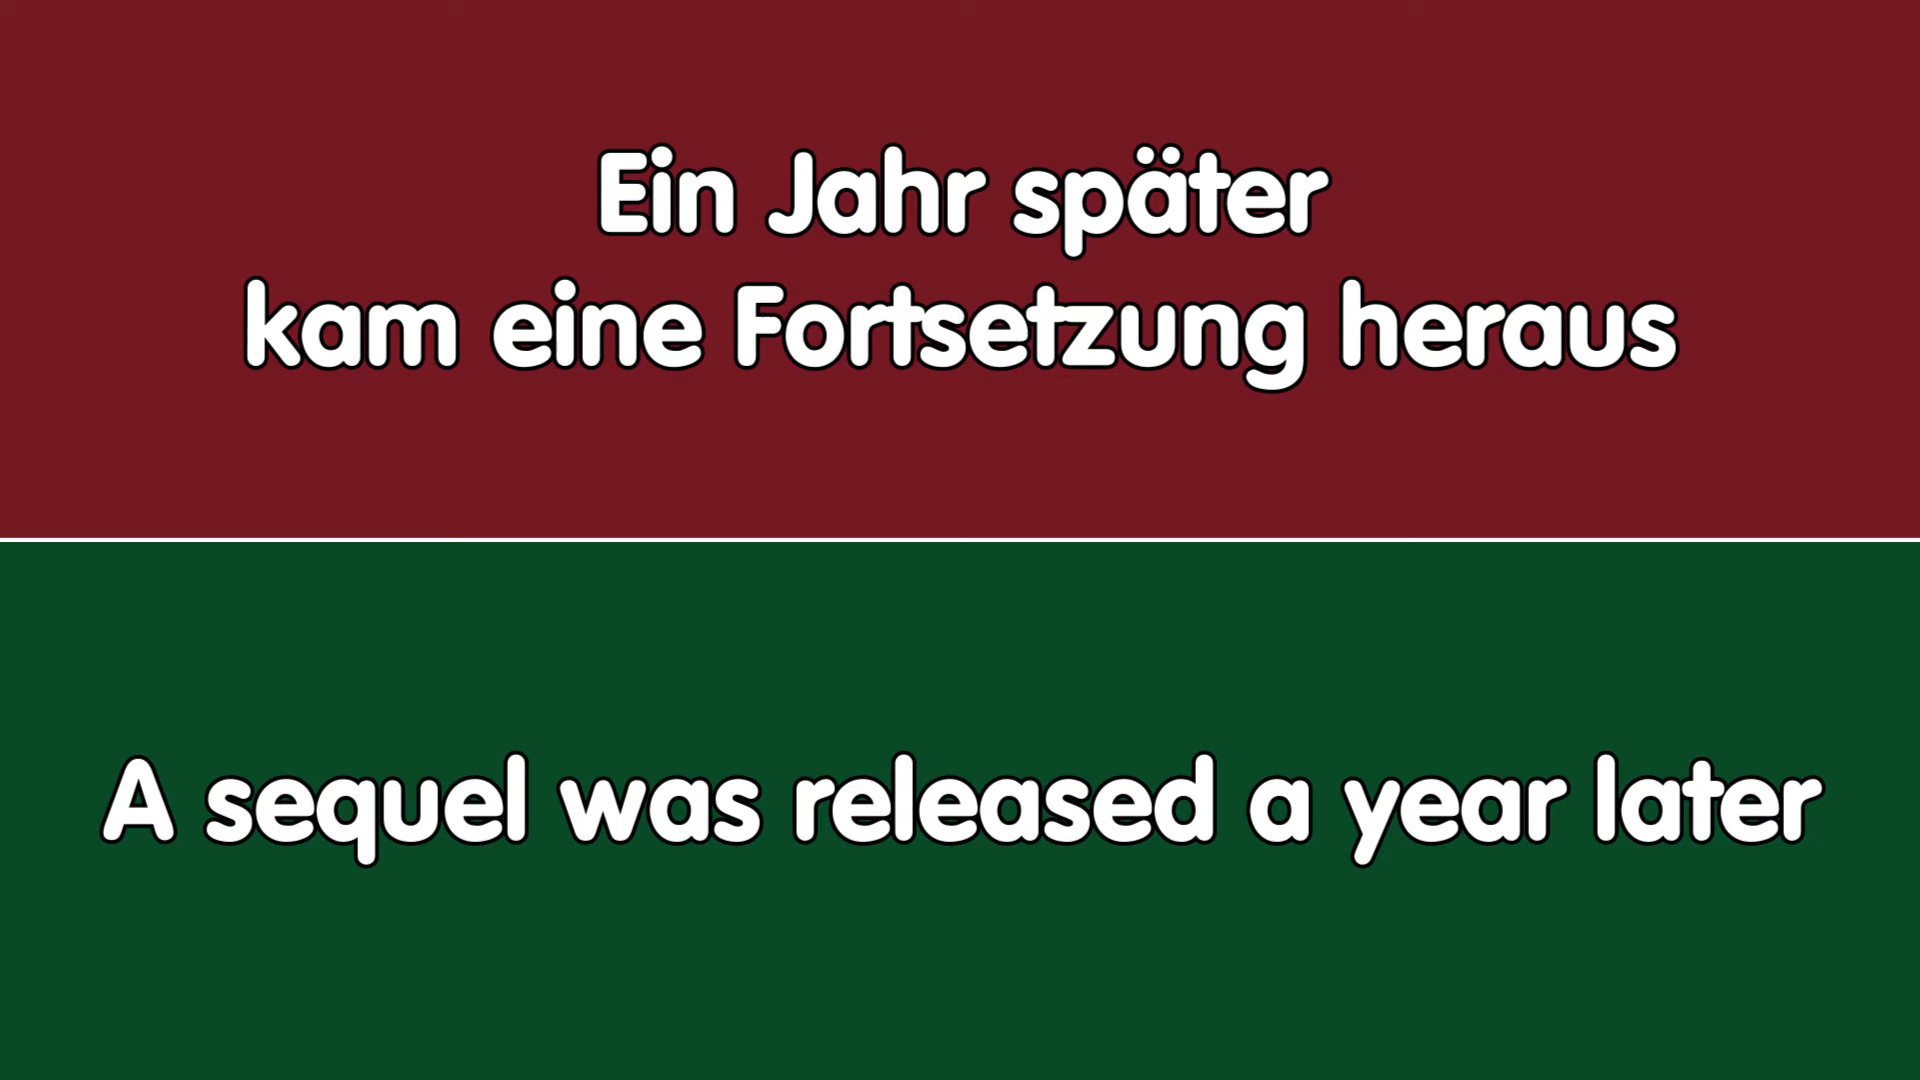 Ein Jahr später
kam eine Fortsetzung heraus
A sequel was released a year later